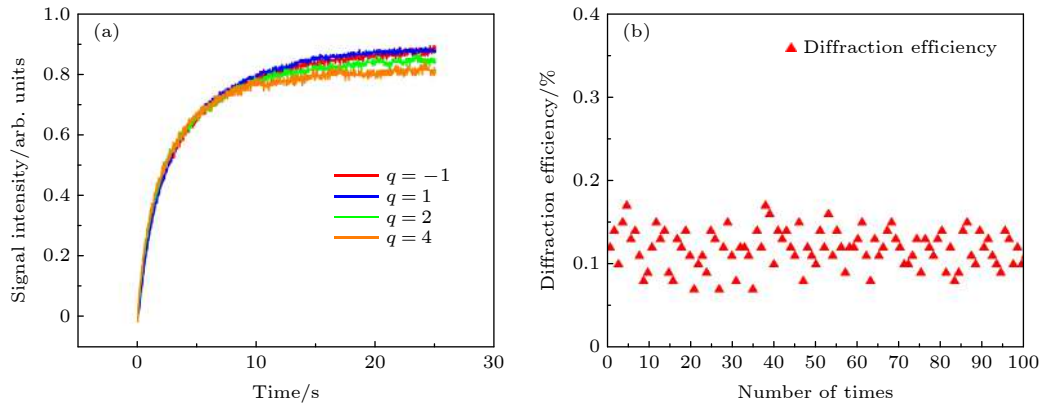 (a)
Signal intensity/arb. units
1.0
0.8
0.6
0.4
0.2
0
q = −1
q = 1
q = 2
q = 4
0 10 20 30
Time/s
(b)
Diffraction efficiency/%
0.4
0.3
0.2
0.1
0
Diffraction efficiency
0 10 20 30 40 50 60 70 80 90 100
Number of times